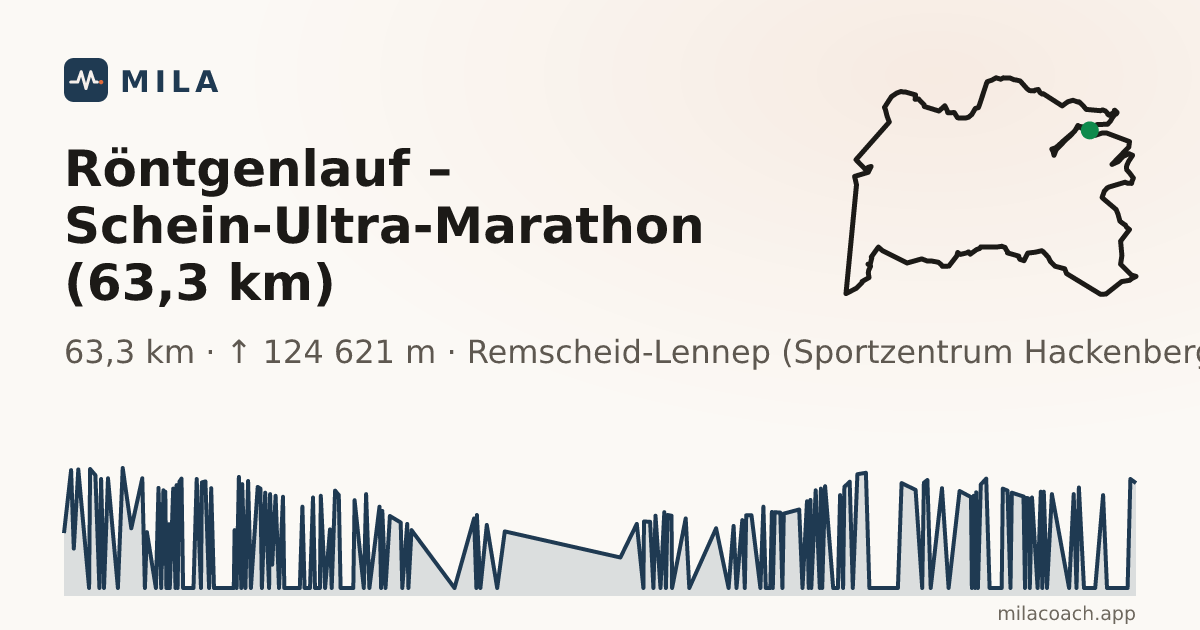 MILA
Röntgenlauf –
Schein-Ultra-Marathon
(63,3 km)
63,3 km · ↑ 124 621 m · Remscheid-Lennep (Sportzentrum Hackenberg
milacoach.app